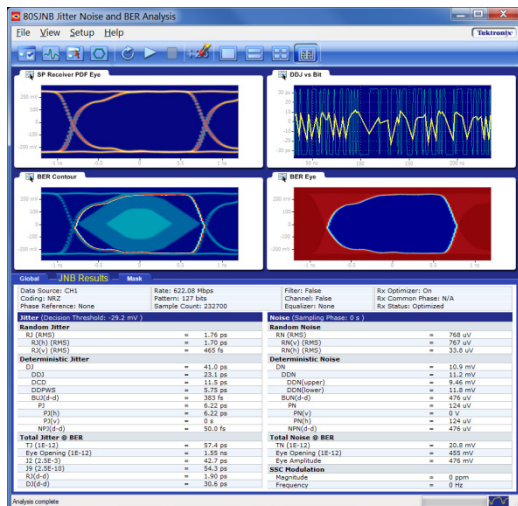 80SJNB Jitter Noise and BER Analysis
File View Setup Help
Tektronix
SP Receiver PDF Eye
DDJ vs Bit
BER Contour
BER Eye
Global JNB Results Mask
Data Source: CH1 Rate: 622.08 Mbps Filter: False Rx Optimizer: On
Coding: NRZ Pattern: 127 bits Channel: False Rx Common Phase: N/A
Phase Reference: None Sample Count: 232700 Equalizer: None Rx Status: Optimized
Jitter (Decision Threshold: -29.2 mV)
Random Jitter
RJ (RMS) = 1.76 ps
RJ(h) (RMS) = 1.70 ps
RJ(v) (RMS) = 465 fs
Deterministic Jitter
DJ = 41.0 ps
DDJ = 23.1 ps
DCD = 11.5 ps
DDPWS = 5.75 ps
BUJ(d-d) = 383 fs
PJ = 6.22 ps
PJ(h) = 6.22 ps
PJ(v) = 0 s
NPJ(d-d) = 50.0 fs
Total Jitter @ BER
TJ (1E-12) = 57.4 ps
Eye Opening (1E-12) = 1.55 ns
J2 (2.5E-3) = 42.7 ps
J9 (2.5E-10) = 54.3 ps
RJ(d-d) = 1.90 ps
DJ(d-d) = 30.6 ps
Noise (Sampling Phase: 0 s)
Random Noise
RN (RMS) = 768 uV
RN(v) (RMS) = 767 uV
RN(h) (RMS) = 33.8 uV
Deterministic Noise
DN = 10.9 mV
DDN = 11.2 mV
DDN(upper) = 9.46 mV
DDN(lower) = 11.8 mV
BUN(d-d) = 476 uV
PN = 124 uV
PN(v) = 0 V
PN(h) = 124 uV
NPN(d-d) = 476 uV
Total Noise @ BER
TN (1E-12) = 20.8 mV
Eye Opening (1E-12) = 455 mV
Eye Amplitude = 476 mV
SSC Modulation
Magnitude = 0 ppm
Frequency = 0 Hz
Analysis complete